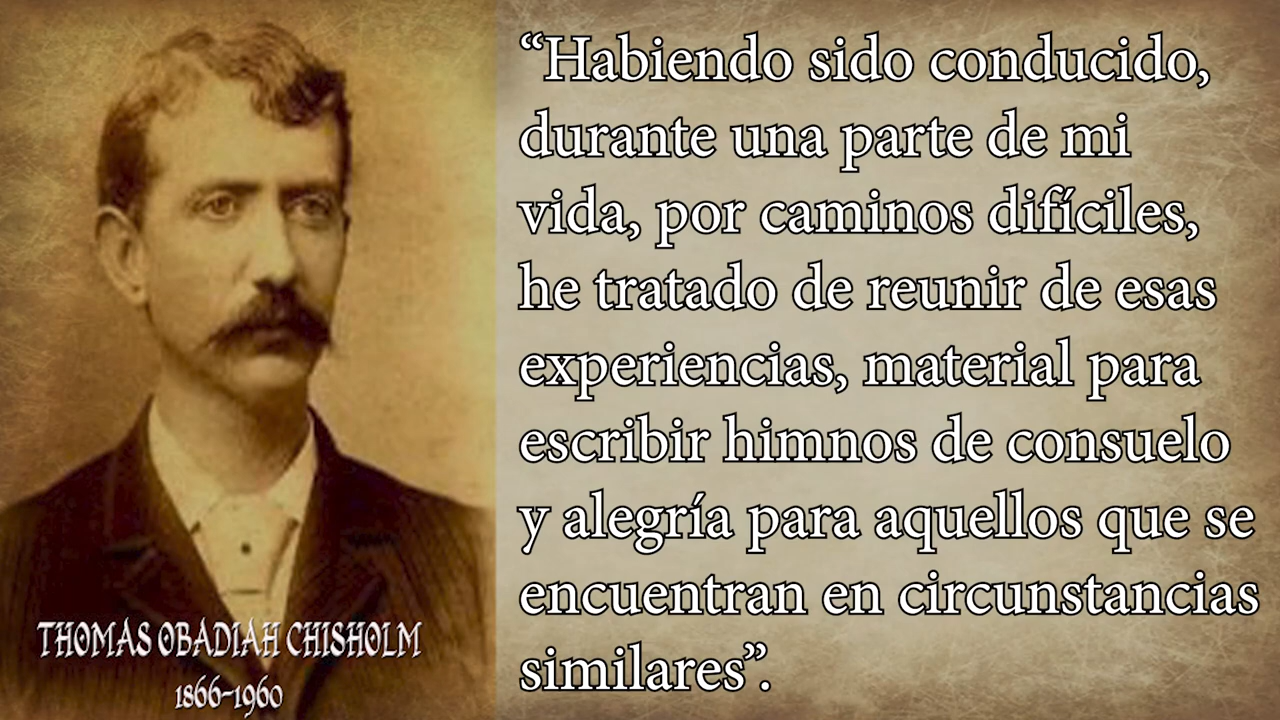 “Habiendo sido conducido,
durante una parte de mi
vida, por caminos difíciles,
he tratado de reunir de esas
experiencias, material para
escribir himnos de consuelo
y alegría para aquellos que se
encuentran en circunstancias
similares”.
THOMAS OBADIAH CHISHOLM
1866-1960